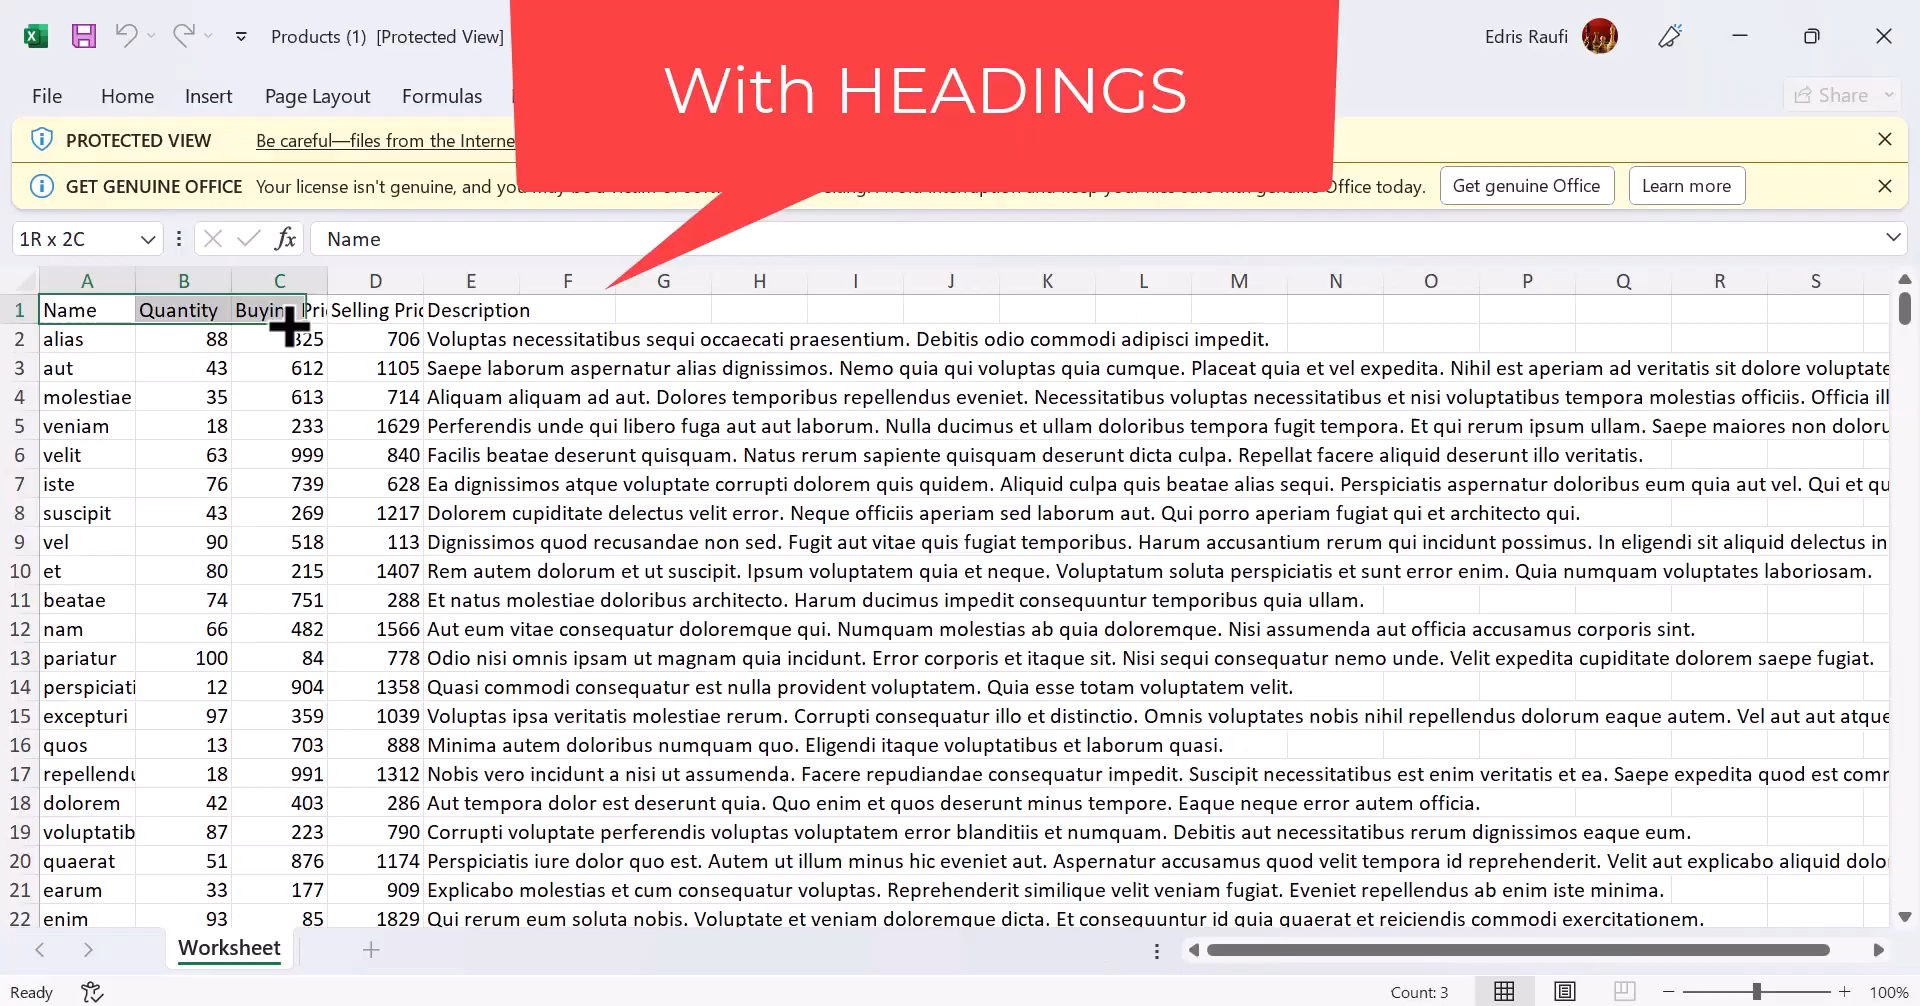 Products (1) [Protected View]
Edris Raufi
With HEADINGS
File Home Insert Page Layout Formulas
Share
PROTECTED VIEW Be careful—files from the Interne
GET GENUINE OFFICE Your license isn't genuine, and you Office today. Get genuine Office Learn more
1R x 2C fx Name
A B C D E F G H I J K L M N O P Q R S
1 Name Quantity Buying Pri Selling Pric Description
2 alias 88 325 706 Voluptas necessitatibus sequi occaecati praesentium. Debitis odio commodi adipisci impedit.
3 aut 43 612 1105 Saepe laborum aspernatur alias dignissimos. Nemo quia qui voluptas quia cumque. Placeat quia et vel expedita. Nihil est aperiam ad veritatis sit dolore voluptate
4 molestiae 35 613 714 Aliquam aliquam ad aut. Dolores temporibus repellendus eveniet. Necessitatibus voluptas necessitatibus et nisi voluptatibus tempora molestias officiis. Officia ill
5 veniam 18 233 1629 Perferendis unde qui libero fuga aut aut laborum. Nulla ducimus et ullam doloribus tempora fugit tempora. Et qui rerum ipsum ullam. Saepe maiores non doloru
6 velit 63 999 840 Facilis beatae deserunt quisquam. Natus rerum sapiente quisquam deserunt dicta culpa. Repellat facere aliquid deserunt illo veritatis.
7 iste 76 739 628 Ea dignissimos atque voluptate corrupti dolorem quis quidem. Aliquid culpa quis beatae alias sequi. Perspiciatis aspernatur doloribus eum quia aut vel. Qui et qu
8 suscipit 43 269 1217 Dolorem cupiditate delectus velit error. Neque officiis aperiam sed laborum aut. Qui porro aperiam fugiat qui et architecto qui.
9 vel 90 518 113 Dignissimos quod recusandae non sed. Fugit aut vitae quis fugiat temporibus. Harum accusantium rerum qui incidunt possimus. In eligendi sit aliquid delectus in
10 et 80 215 1407 Rem autem dolorum et ut suscipit. Ipsum voluptatem quia et neque. Voluptatum soluta perspiciatis et sunt error enim. Quia numquam voluptates laboriosam.
11 beatae 74 751 288 Et natus molestiae doloribus architecto. Harum ducimus impedit consequuntur temporibus quia ullam.
12 nam 66 482 1566 Aut eum vitae consequatur doloremque qui. Numquam molestias ab quia doloremque. Nisi assumenda aut officia accusamus corporis sint.
13 pariatur 100 84 778 Odio nisi omnis ipsam ut magnam quia incidunt. Error corporis et itaque sit. Nisi sequi consequatur nemo unde. Velit expedita cupiditate dolorem saepe fugiat.
14 perspiciati 12 904 1358 Quasi commodi consequatur est nulla provident voluptatem. Quia esse totam voluptatem velit.
15 excepturi 97 359 1039 Voluptas ipsa veritatis molestiae rerum. Corrupti consequatur illo et distinctio. Omnis voluptates nobis nihil repellendus dolorum eaque autem. Vel aut aut atque
16 quos 13 703 888 Minima autem doloribus numquam quo. Eligendi itaque voluptatibus et laborum quasi.
17 repellendu 18 991 1312 Nobis vero incidunt a nisi ut assumenda. Facere repudiandae consequatur impedit. Suscipit necessitatibus est enim veritatis et ea. Saepe expedita quod est comm
18 dolorem 42 403 286 Aut tempora dolor est deserunt quia. Quo enim et quos deserunt minus tempore. Eaque neque error autem officia.
19 voluptatib 87 223 790 Corrupti voluptate perferendis voluptas voluptatem error blanditiis et numquam. Debitis aut necessitatibus rerum dignissimos eaque eum.
20 quaerat 51 876 1174 Perspiciatis iure dolor quo est. Autem ut illum minus hic eveniet aut. Aspernatur accusamus quod velit tempora id reprehenderit. Velit aut explicabo aliquid dolo
21 earum 33 177 909 Explicabo molestias et cum consequatur voluptas. Reprehenderit similique velit veniam fugiat. Eveniet repellendus ab enim iste minima.
22 enim 93 85 1829 Qui rerum eum soluta nobis. Voluptate et veniam doloremque dicta. Et consequuntur id quia quaerat et reiciendis commodi exercitationem.
Worksheet
Ready Count: 3 100%